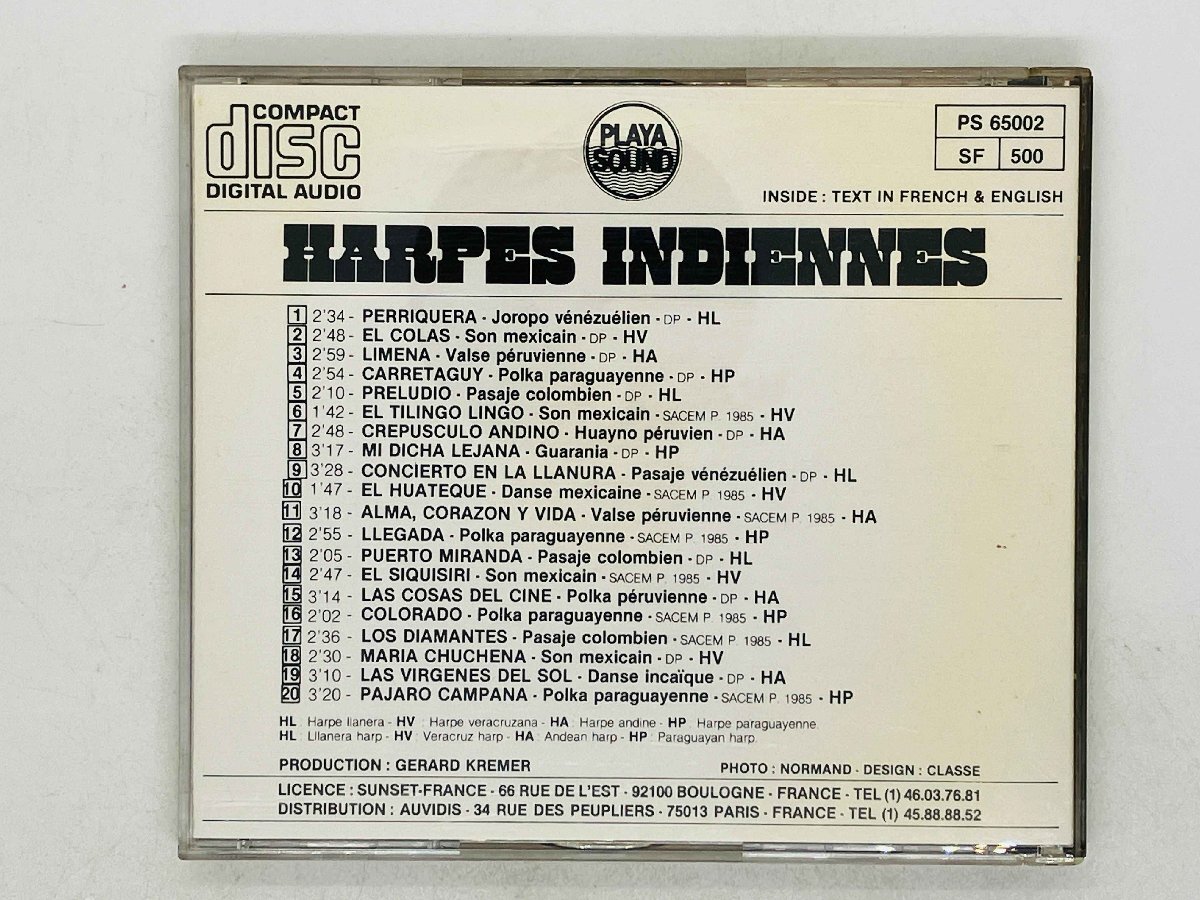 COMPACT
disc
DIGITAL AUDIO
PLAYA
SOUND
PS 65002
SF 500
INSIDE : TEXT IN FRENCH & ENGLISH
HARPES INDIENNES
1 2'34 - PERRIQUERA · Joropo vénézuélien · DP · HL
2 2'48 - EL COLAS · Son mexicain · DP · HV
3 2'59 - LIMENA · Valse péruvienne · DP · HA
4 2'54 - CARRETAGUY · Polka paraguayenne · DP · HP
5 2'10 - PRELUDIO · Pasaje colombien · DP · HL
6 1'42 - EL TILINGO LINGO · Son mexicain · SACEM P. 1985 · HV
7 2'48 - CREPUSCULO ANDINO · Huayno péruvien · DP · HA
8 3'17 - MI DICHA LEJANA · Guarania · DP · HP
9 3'28 - CONCIERTO EN LA LLANURA · Pasaje vénézuélien · DP · HL
10 1'47 - EL HUATEQUE · Danse mexicaine · SACEM P. 1985 · HV
11 3'18 - ALMA, CORAZON Y VIDA · Valse péruvienne · SACEM P. 1985 · HA
12 2'55 - LLEGADA · Polka paraguayenne · SACEM P. 1985 · HP
13 2'05 - PUERTO MIRANDA · Pasaje colombien · DP · HL
14 2'47 - EL SIQUISIRI · Son mexicain · SACEM P. 1985 · HV
15 3'14 - LAS COSAS DEL CINE · Polka péruvienne · DP · HA
16 2'02 - COLORADO · Polka paraguayenne · SACEM P. 1985 · HP
17 2'36 - LOS DIAMANTES · Pasaje colombien · SACEM P. 1985 · HL
18 2'30 - MARIA CHUCHENA · Son mexicain · DP · HV
19 3'10 - LAS VIRGENES DEL SOL · Danse incaïque · DP · HA
20 3'20 - PAJARO CAMPANA · Polka paraguayenne · SACEM P. 1985 · HP
HL : Harpe llanera - HV : Harpe veracruzana - HA : Harpe andine - HP : Harpe paraguayenne.
HL : Lllanera harp - HV : Veracruz harp - HA : Andean harp - HP : Paraguayan harp.
PRODUCTION : GERARD KREMER
PHOTO : NORMAND · DESIGN : CLASSE
LICENCE : SUNSET-FRANCE · 66 RUE DE L'EST · 92100 BOULOGNE · FRANCE · TEL (1) 46.03.76.81
DISTRIBUTION : AUVIDIS · 34 RUE DES PEUPLIERS · 75013 PARIS · FRANCE · TEL (1) 45.88.88.52